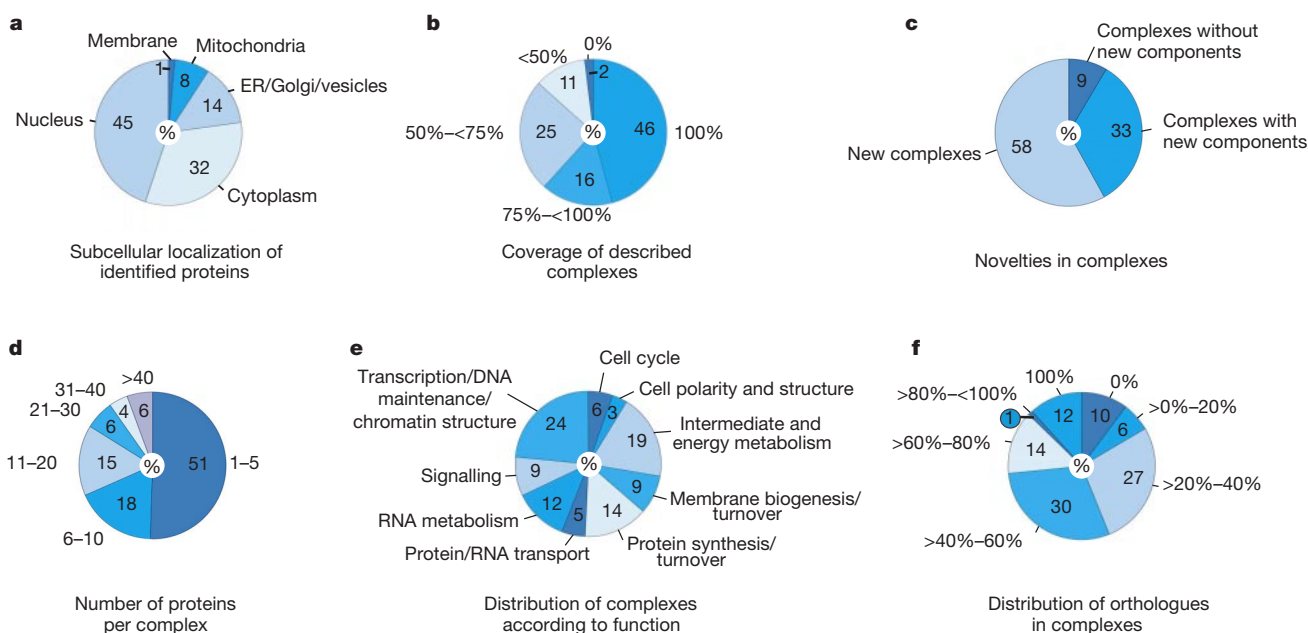 a
Membrane
Mitochondria
1
8
ER/Golgi/vesicles
14
Nucleus
45
%
32
Cytoplasm
Subcellular localization of
identified proteins
b
0%
<50%
2
11
50%–<75%
25
%
46
100%
16
75%–<100%
Coverage of described
complexes
c
Complexes without
new components
9
33
Complexes with
new components
New complexes
58
%
Novelties in complexes
d
>40
31–40
21–30
6
4
6
11–20
15
%
51
1–5
18
6–10
Number of proteins
per complex
e
Cell cycle
Transcription/DNA
maintenance/
chromatin structure
Cell polarity and structure
6
3
24
Intermediate and
energy metabolism
19
Signalling
9
%
9
Membrane biogenesis/
turnover
RNA metabolism
12
5
14
Protein/RNA transport
Protein synthesis/
turnover
Distribution of complexes
according to function
f
100%
0%
>80%–<100%
>0%–20%
1
12
10
6
>60%–80%
14
%
27
>20%–40%
30
>40%–60%
Distribution of orthologues
in complexes